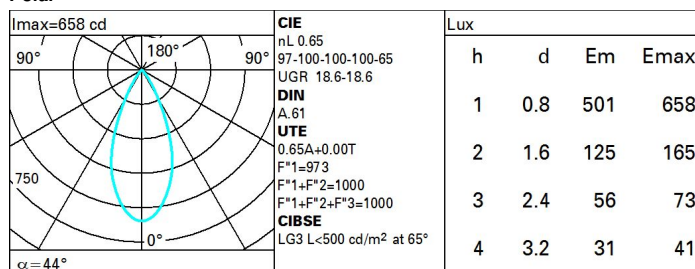 Imax=658 cd
90°
180°
90°
750
0°
α=44°
CIE
nL 0.65
97-100-100-100-65
UGR 18.6-18.6
DIN
A.61
UTE
0.65A+0.00T
F"1=973
F"1+F"2=1000
F"1+F"2+F"3=1000
CIBSE
LG3 L<500 cd/m² at 65°
Lux
h d Em Emax
1 0.8 501 658
2 1.6 125 165
3 2.4 56 73
4 3.2 31 41